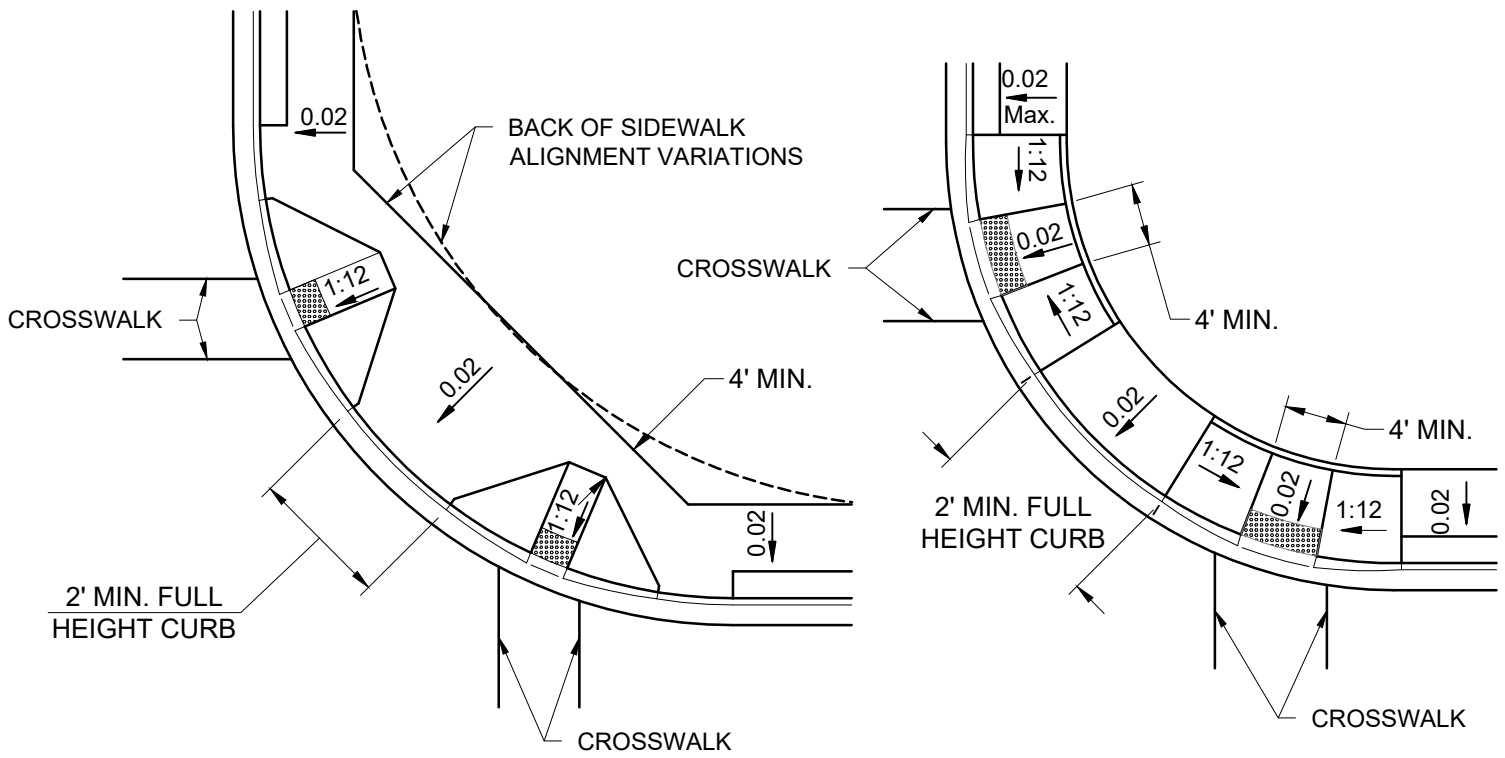 0.02
BACK OF SIDEWALK
ALIGNMENT VARIATIONS
1:12
CROSSWALK
0.02
4' MIN.
1:12
0.02
2' MIN. FULL
HEIGHT CURB
CROSSWALK
0.02
Max.
1:12
0.02
CROSSWALK
1:12
4' MIN.
0.02
4' MIN.
1:12
0.02
1:12
0.02
2' MIN. FULL
HEIGHT CURB
CROSSWALK